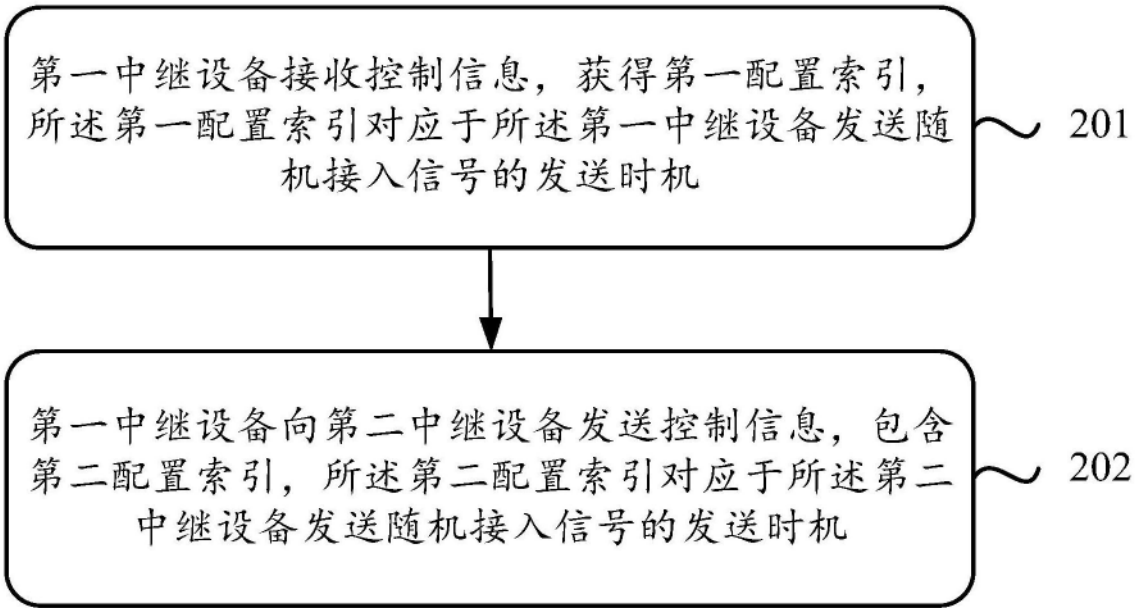 第一中继设备接收控制信息，获得第一配置索引，
所述第一配置索引对应于所述第一中继设备发送随
机接入信号的发送时机
201
第一中继设备向第二中继设备发送控制信息，包含
第二配置索引，所述第二配置索引对应于所述第二
中继设备发送随机接入信号的发送时机
202